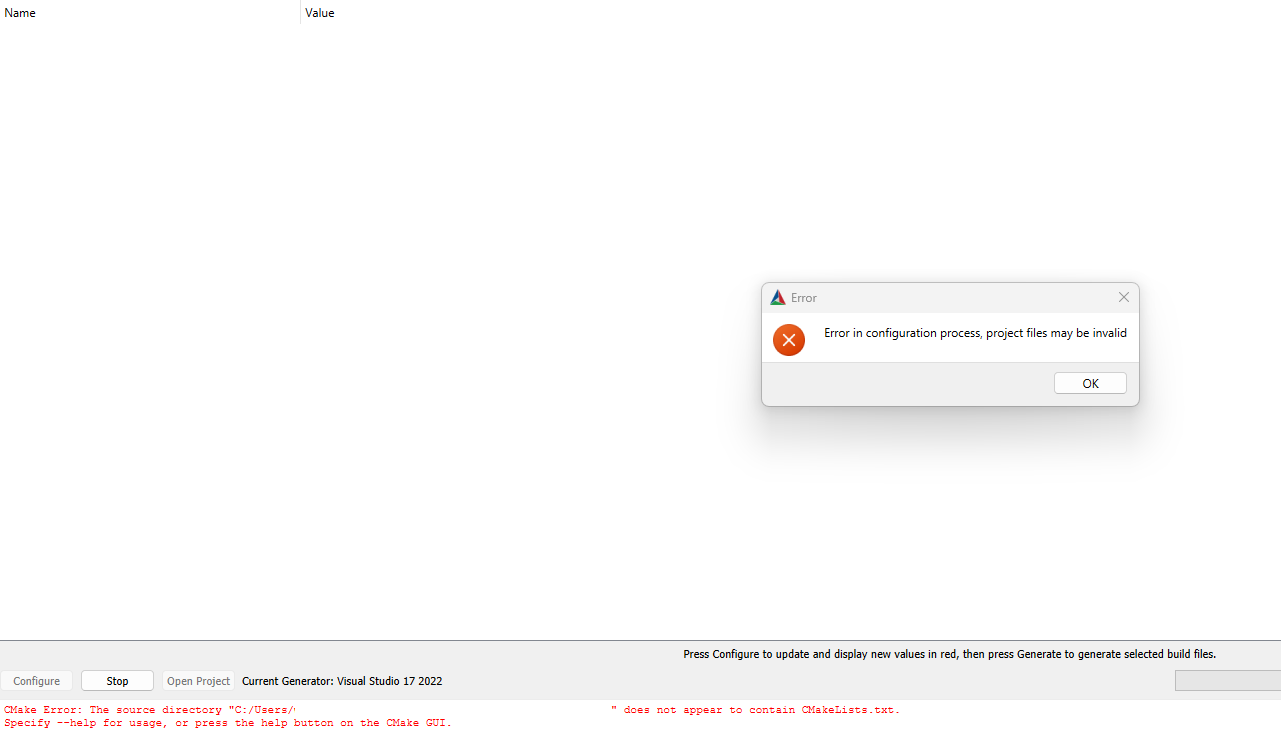 Name Value
Error
Error in configuration process, project files may be invalid
OK
Press Configure to update and display new values in red, then press Generate to generate selected build files.
Configure Stop Open Project Current Generator: Visual Studio 17 2022
CMake Error: The source directory "C:/Users/ " does not appear to contain CMakeLists.txt.
Specify --help for usage, or press the help button on the CMake GUI.